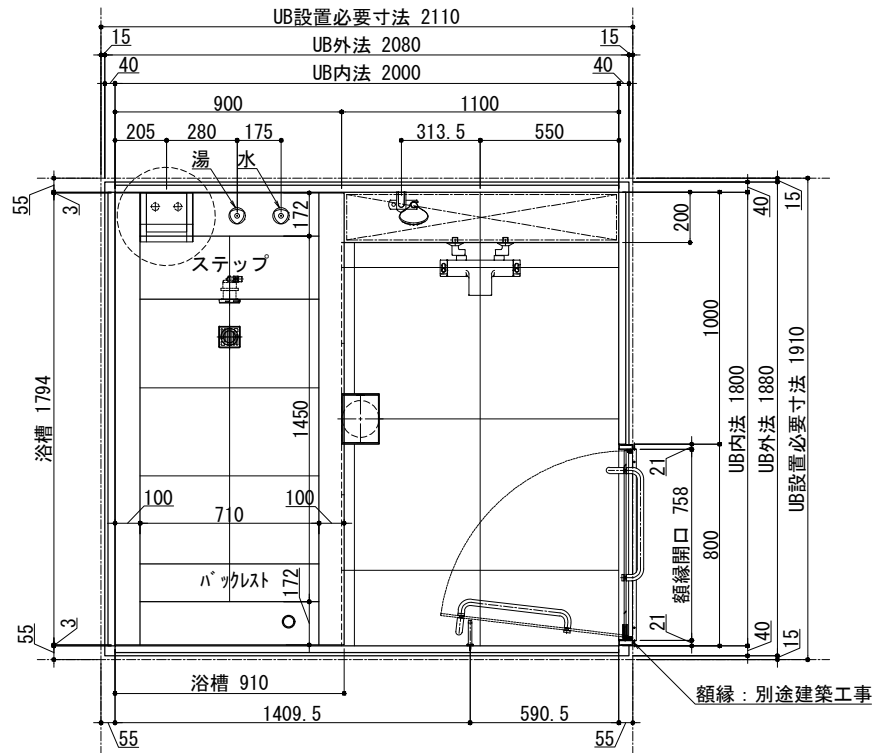 UB設置必要寸法 2110
15
UB外法 2080
15
40
UB内法 2000
40
900
1100
205
280
175
313.5
550
湯
水
55
3
172
200
40
15
ステップ
1000
浴槽 1794
1450
UB内法 1800
UB外法 1880
UB設置必要寸法 1910
21
100
710
100
額縁開口 758
800
バックレスト
172
21
55
3
40
15
浴槽 910
額縁：別途建築工事
1409.5
590.5
55
55